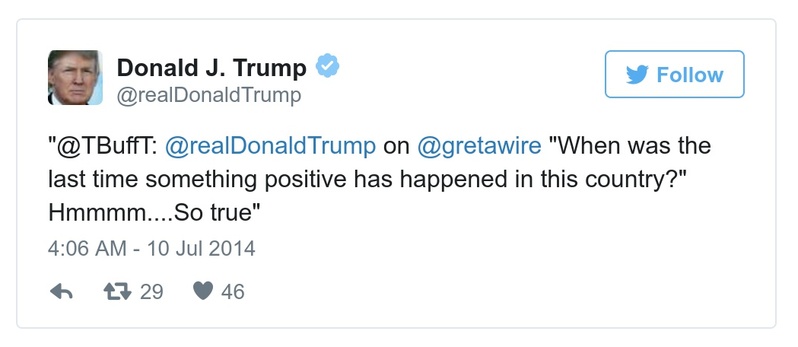 Donald J. Trump
@realDonaldTrump
Follow
"@TBuffT: @realDonaldTrump on @gretawire "When was the
last time something positive has happened in this country?"
Hmmmm....So true"
4:06 AM - 10 Jul 2014
29 46